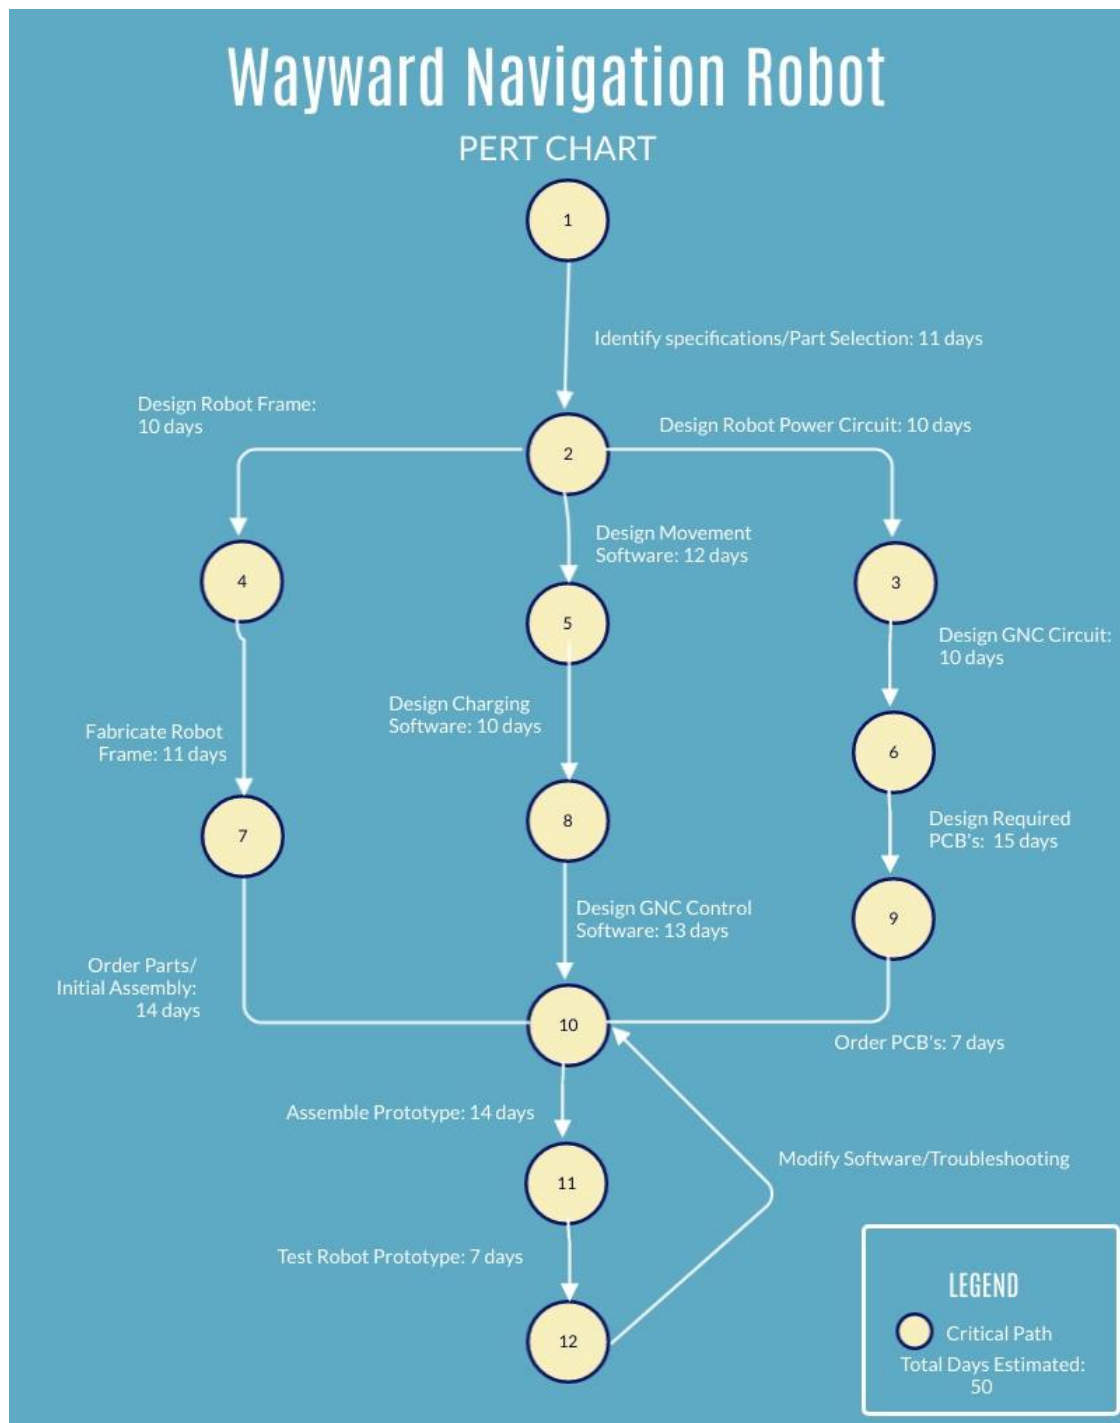 Wayward Navigation Robot
PERT CHART
1
Identify specifications/Part Selection: 11 days
Design Robot Frame:
10 days
Design Robot Power Circuit: 10 days
2
Design Movement
Software: 12 days
4
3
5
Design GNC Circuit:
10 days
Design Charging
Software: 10 days
Fabricate Robot
Frame: 11 days
6
7
8
Design Required
PCB's:  15 days
Design GNC Control
Software: 13 days
9
Order Parts/
Initial Assembly:
14 days
10
Order PCB's: 7 days
Assemble Prototype: 14 days
Modify Software/Troubleshooting
11
Test Robot Prototype: 7 days
12
LEGEND
Critical Path
Total Days Estimated:
50